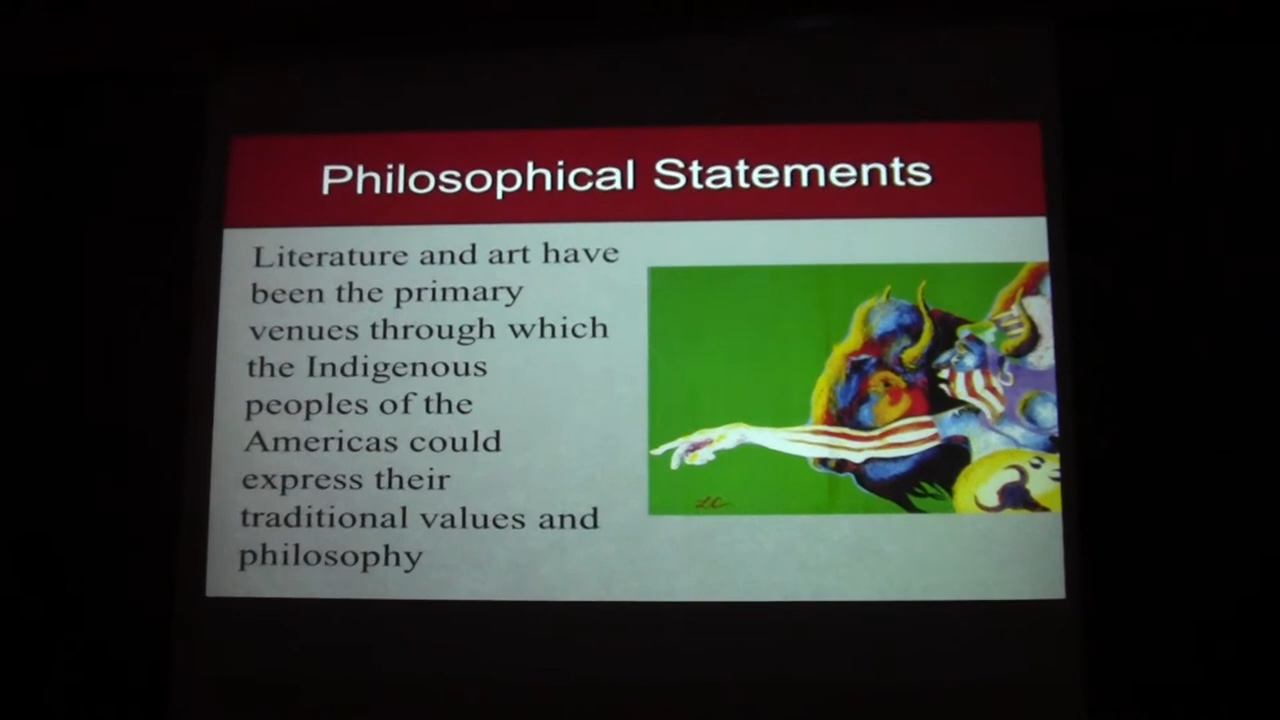 Philosophical Statements
Literature and art have
been the primary
venues through which
the Indigenous
peoples of the
Americas could
express their
traditional values and
philosophy
LC